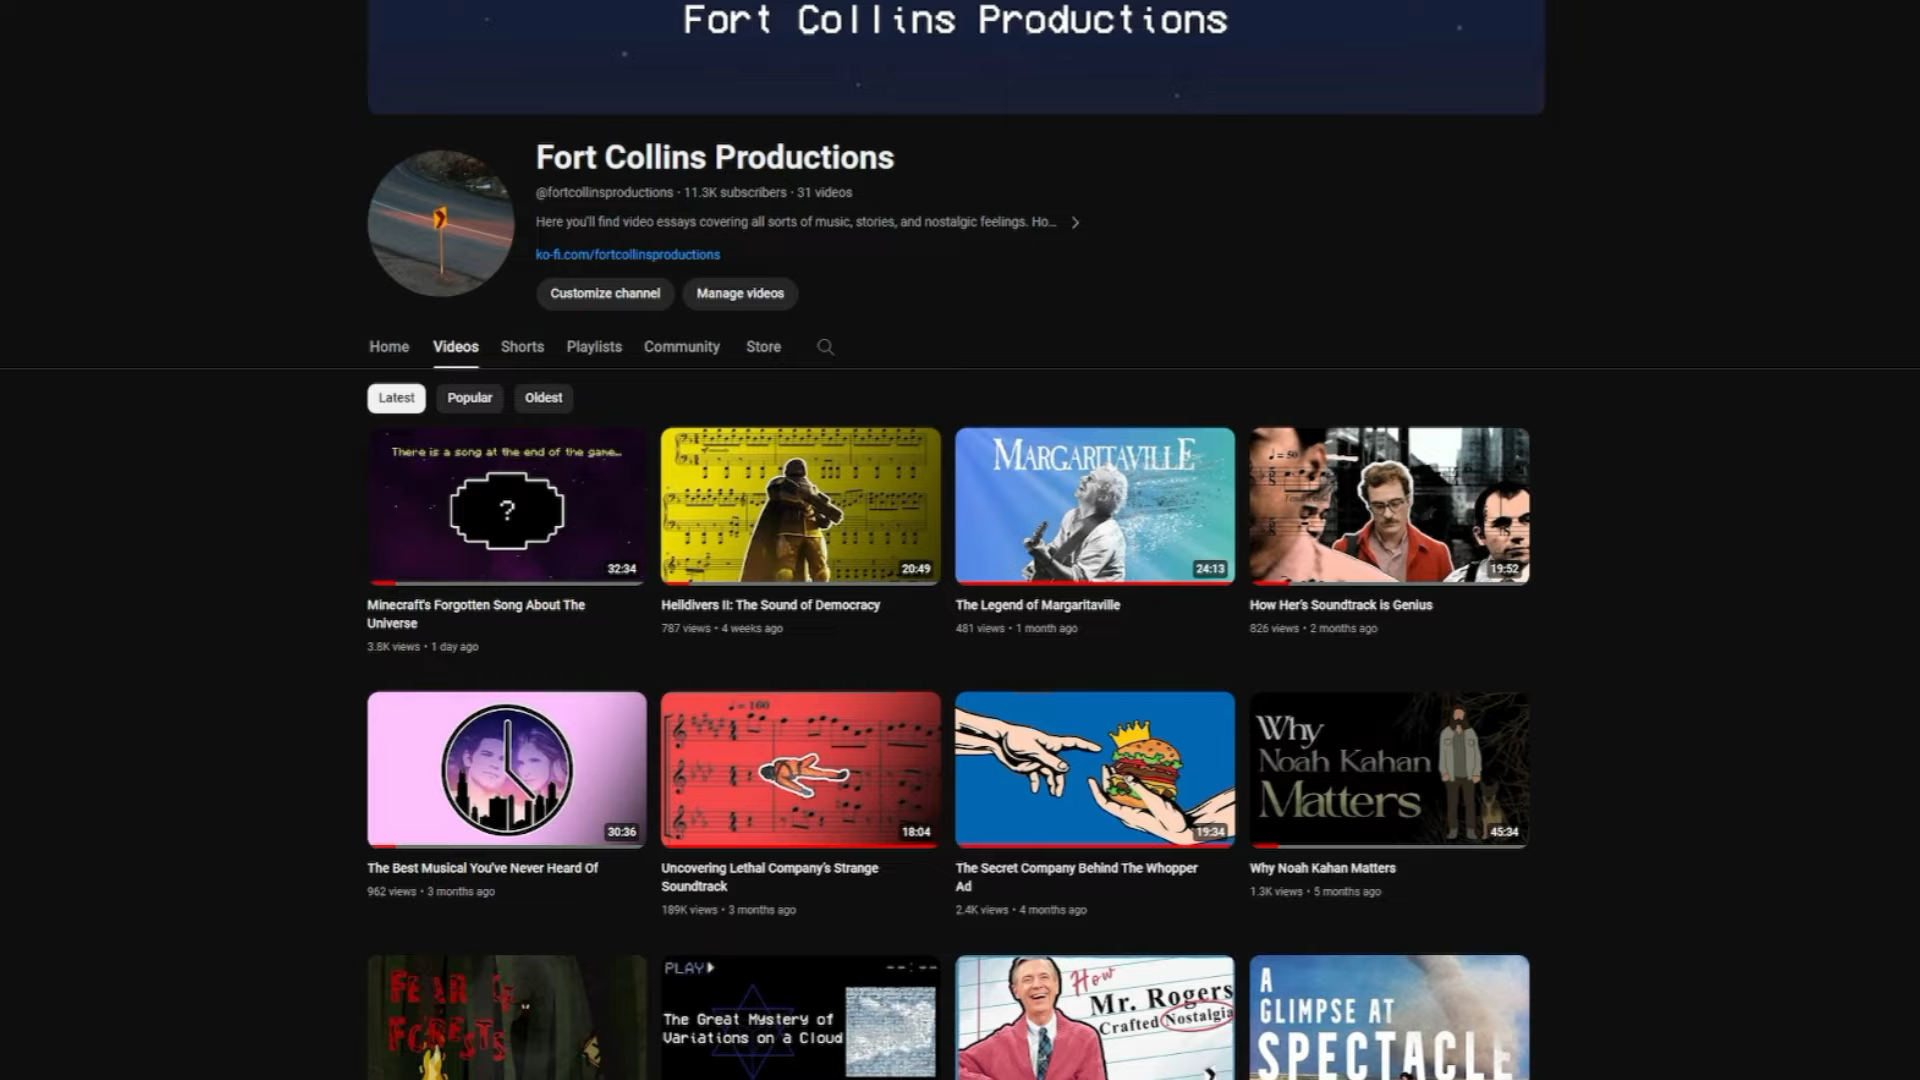 Fort Collins Productions
Fort Collins Productions
@fortcollinsproductions · 11.3K subscribers · 31 videos
Here you'll find video essays covering all sorts of music, stories, and nostalgic feelings. Ho...
ko-fi.com/fortcollinsproductions
Customize channel Manage videos
Home Videos Shorts Playlists Community Store
Latest Popular Oldest
There is a song at the end of the game...
?
32:34
20:49
MARGARITAVILLE
24:13
♩= 50
19:52
Minecraft's Forgotten Song About The
Universe
3.8K views · 1 day ago
Helldivers II: The Sound of Democracy
787 views · 4 weeks ago
The Legend of Margaritaville
481 views · 1 month ago
How Her's Soundtrack is Genius
826 views · 2 months ago
30:36
♩= 160
18:04
19:34
Why
Noah Kahan
Matters
45:34
The Best Musical You've Never Heard Of
962 views · 3 months ago
Uncovering Lethal Company's Strange
Soundtrack
189K views · 3 months ago
The Secret Company Behind The Whopper
Ad
2.4K views · 4 months ago
Why Noah Kahan Matters
1.3K views · 5 months ago
FEAR &
FORESTS
PLAY
--:--
The Great Mystery of
Variations on a Cloud
How
Mr. Rogers
Crafted Nostalgia
A
GLIMPSE AT
SPECTACLE